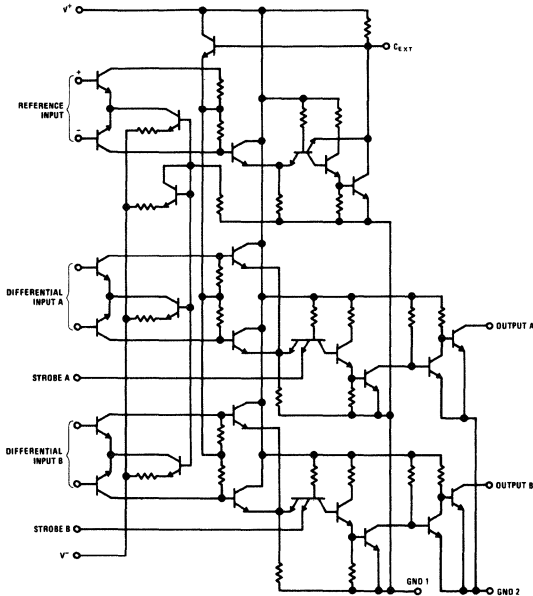 V+
CEXT
+
REFERENCE
INPUT
−
DIFFERENTIAL
INPUT A
OUTPUT A
STROBE A
DIFFERENTIAL
INPUT B
OUTPUT B
STROBE B
V−
GND 1
GND 2